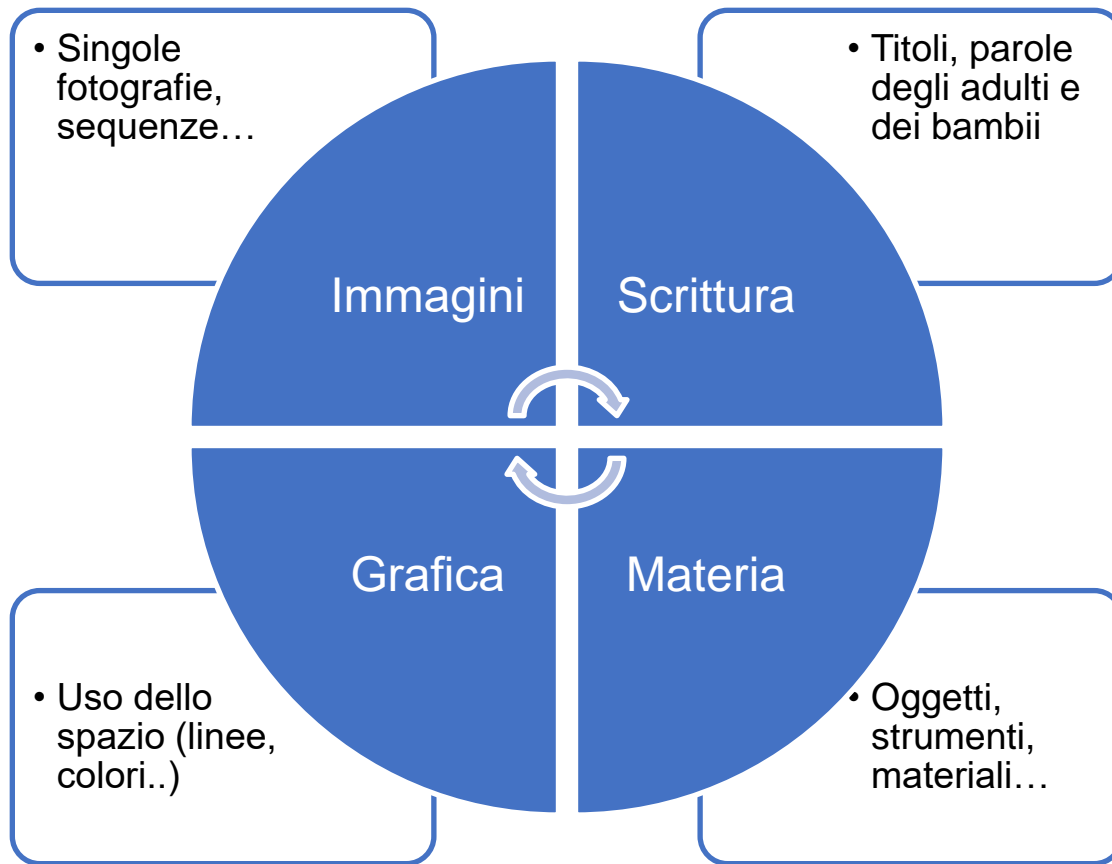 • Singole
fotografie,
sequenze…
• Titoli, parole
degli adulti e
dei bambii
Immagini
Scrittura
Grafica
Materia
• Uso dello
spazio (linee,
colori..)
• Oggetti,
strumenti,
materiali…